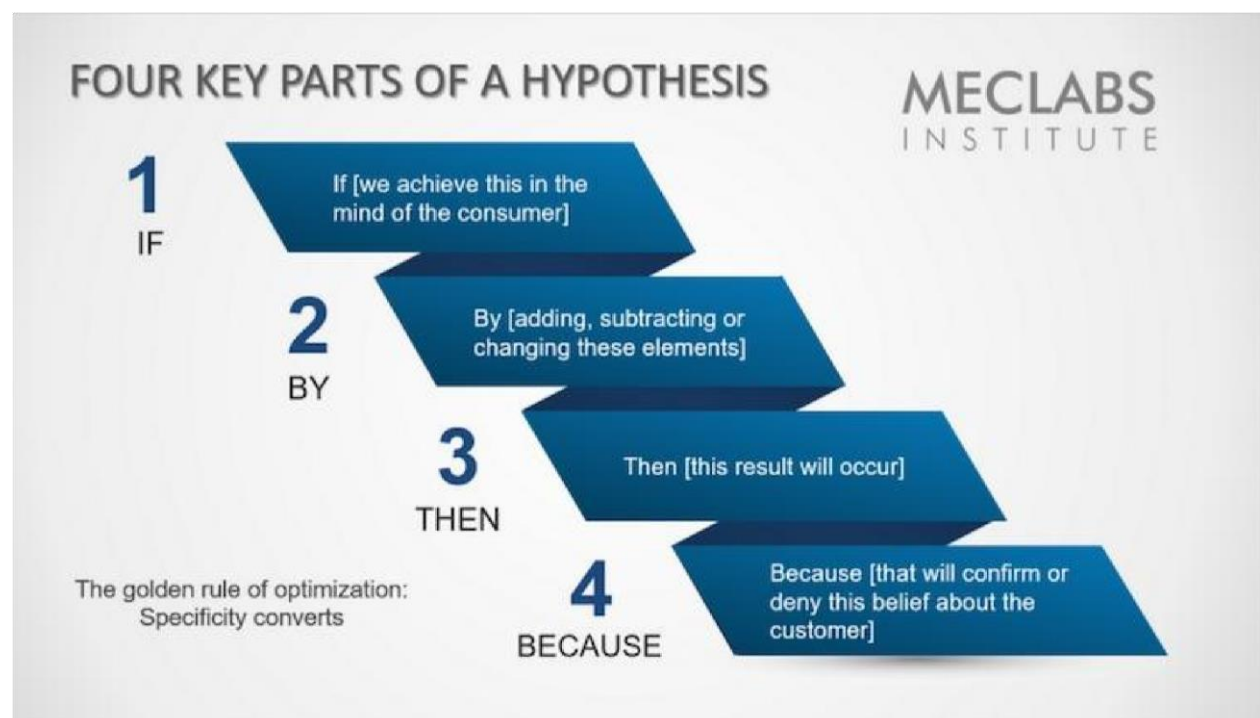 FOUR KEY PARTS OF A HYPOTHESIS
MECLABS
INSTITUTE
1
IF
If [we achieve this in the
mind of the consumer]
2
BY
By [adding, subtracting or
changing these elements]
3
THEN
Then [this result will occur]
4
BECAUSE
Because [that will confirm or
deny this belief about the
customer]
The golden rule of optimization:
Specificity converts